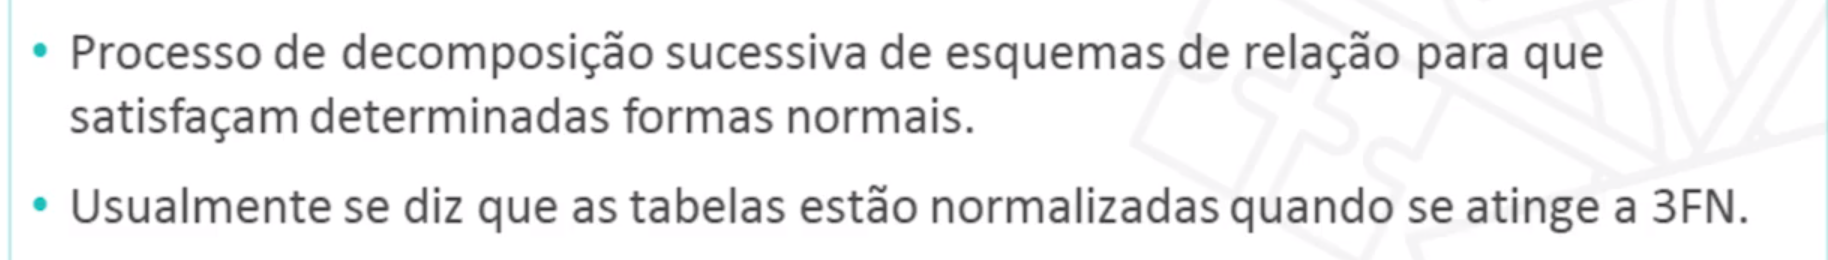 • Processo de decomposição sucessiva de esquemas de relação para que
satisfaçam determinadas formas normais.
• Usualmente se diz que as tabelas estão normalizadas quando se atinge a 3FN.